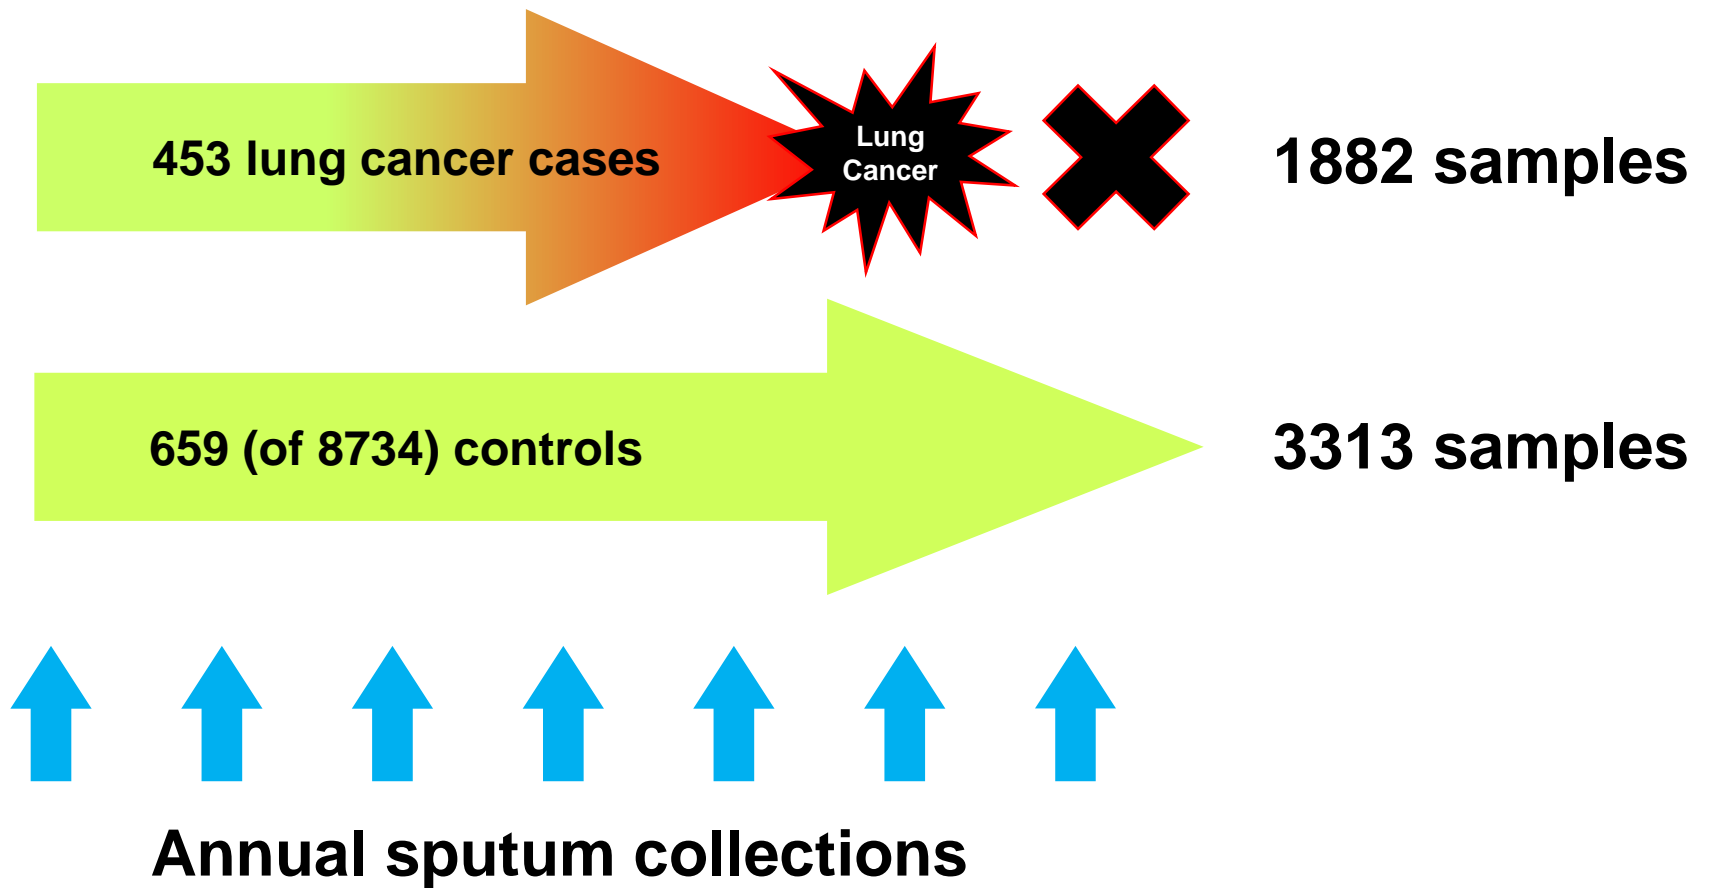 453 lung cancer cases
Lung
Cancer
1882 samples
659 (of 8734) controls
3313 samples
Annual sputum collections